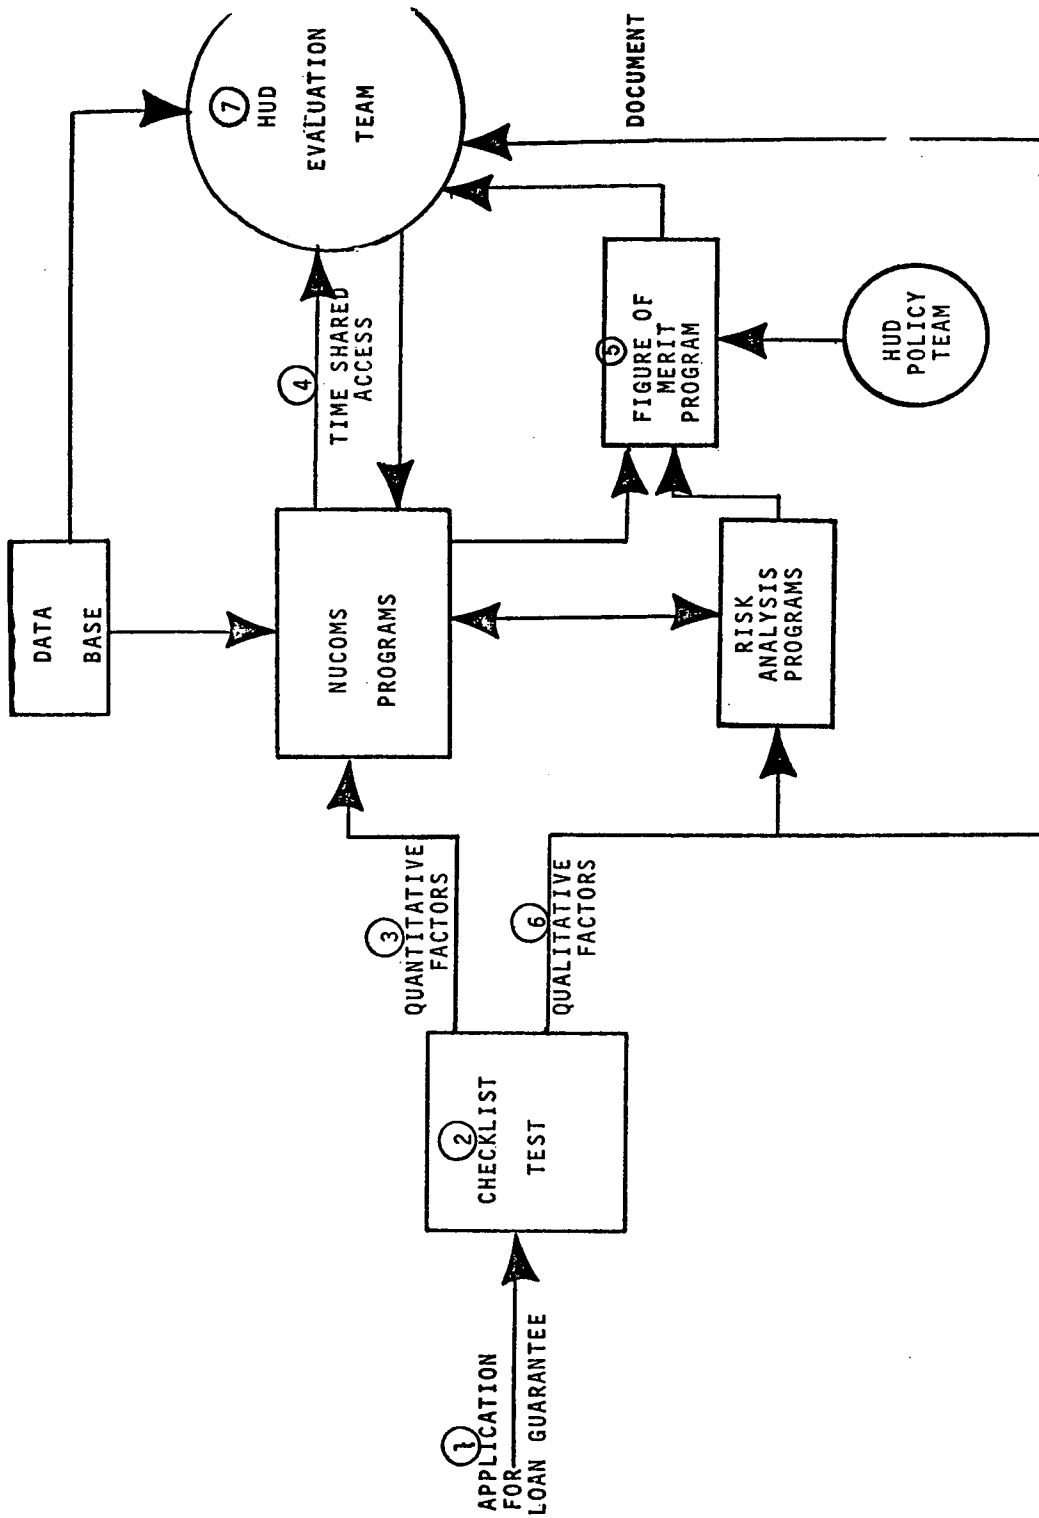 1
APPLICATION
FOR
LOAN GUARANTEE
2
CHECKLIST
TEST
3
QUANTITATIVE
FACTORS
6
QUALITATIVE
FACTORS
DATA
BASE
NUCOMS
PROGRAMS
RISK
ANALYSIS
PROGRAMS
4
TIME SHARED
ACCESS
5
FIGURE OF
MERIT
PROGRAM
HUD
POLICY
TEAM
7
HUD
EVALUATION
TEAM
DOCUMENT